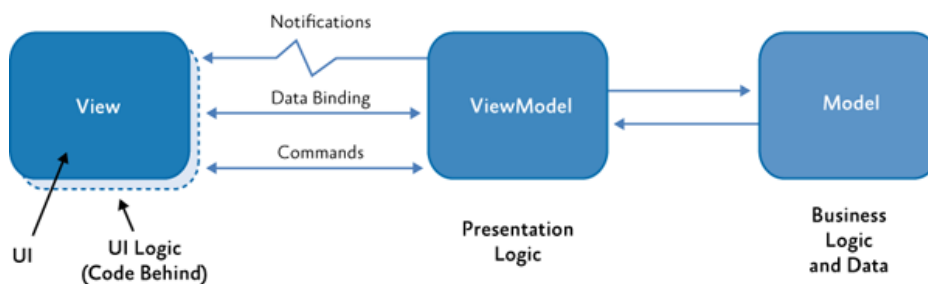 Notifications
View
Data Binding
ViewModel
Model
Commands
UI
UI Logic
(Code Behind)
Presentation
Logic
Business
Logic
and Data